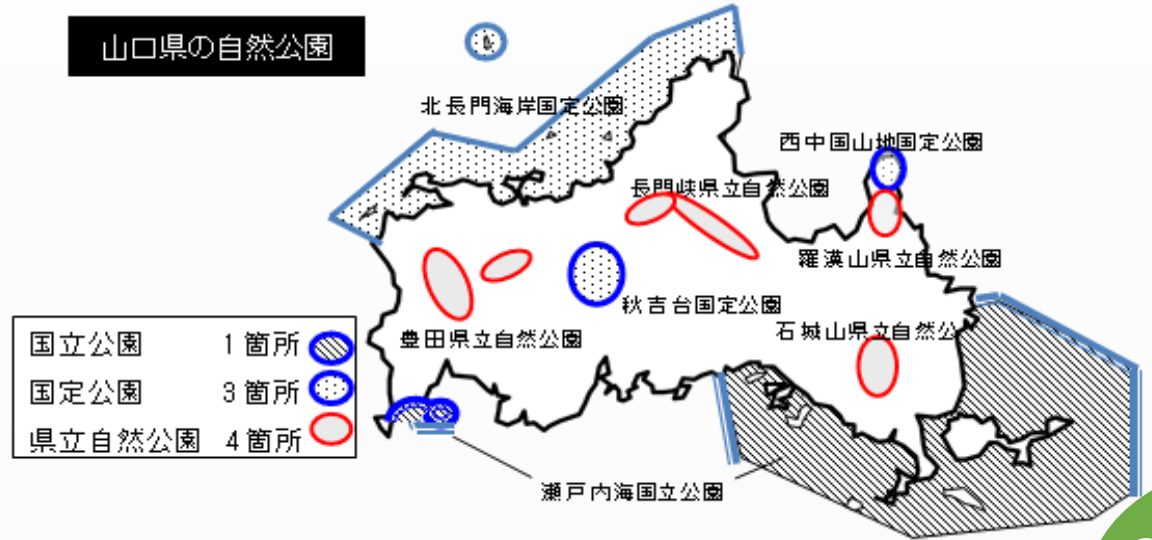 山口県の自然公園
北長門海岸国定公園
西中国山地国定公園
長門峡県立自然公園
羅漢山県立自然公園
秋吉台国定公園
石城山県立自然公
豊田県立自然公園
国立公園 1箇所
国定公園 3箇所
県立自然公園 4箇所
瀬戸内海国立公園